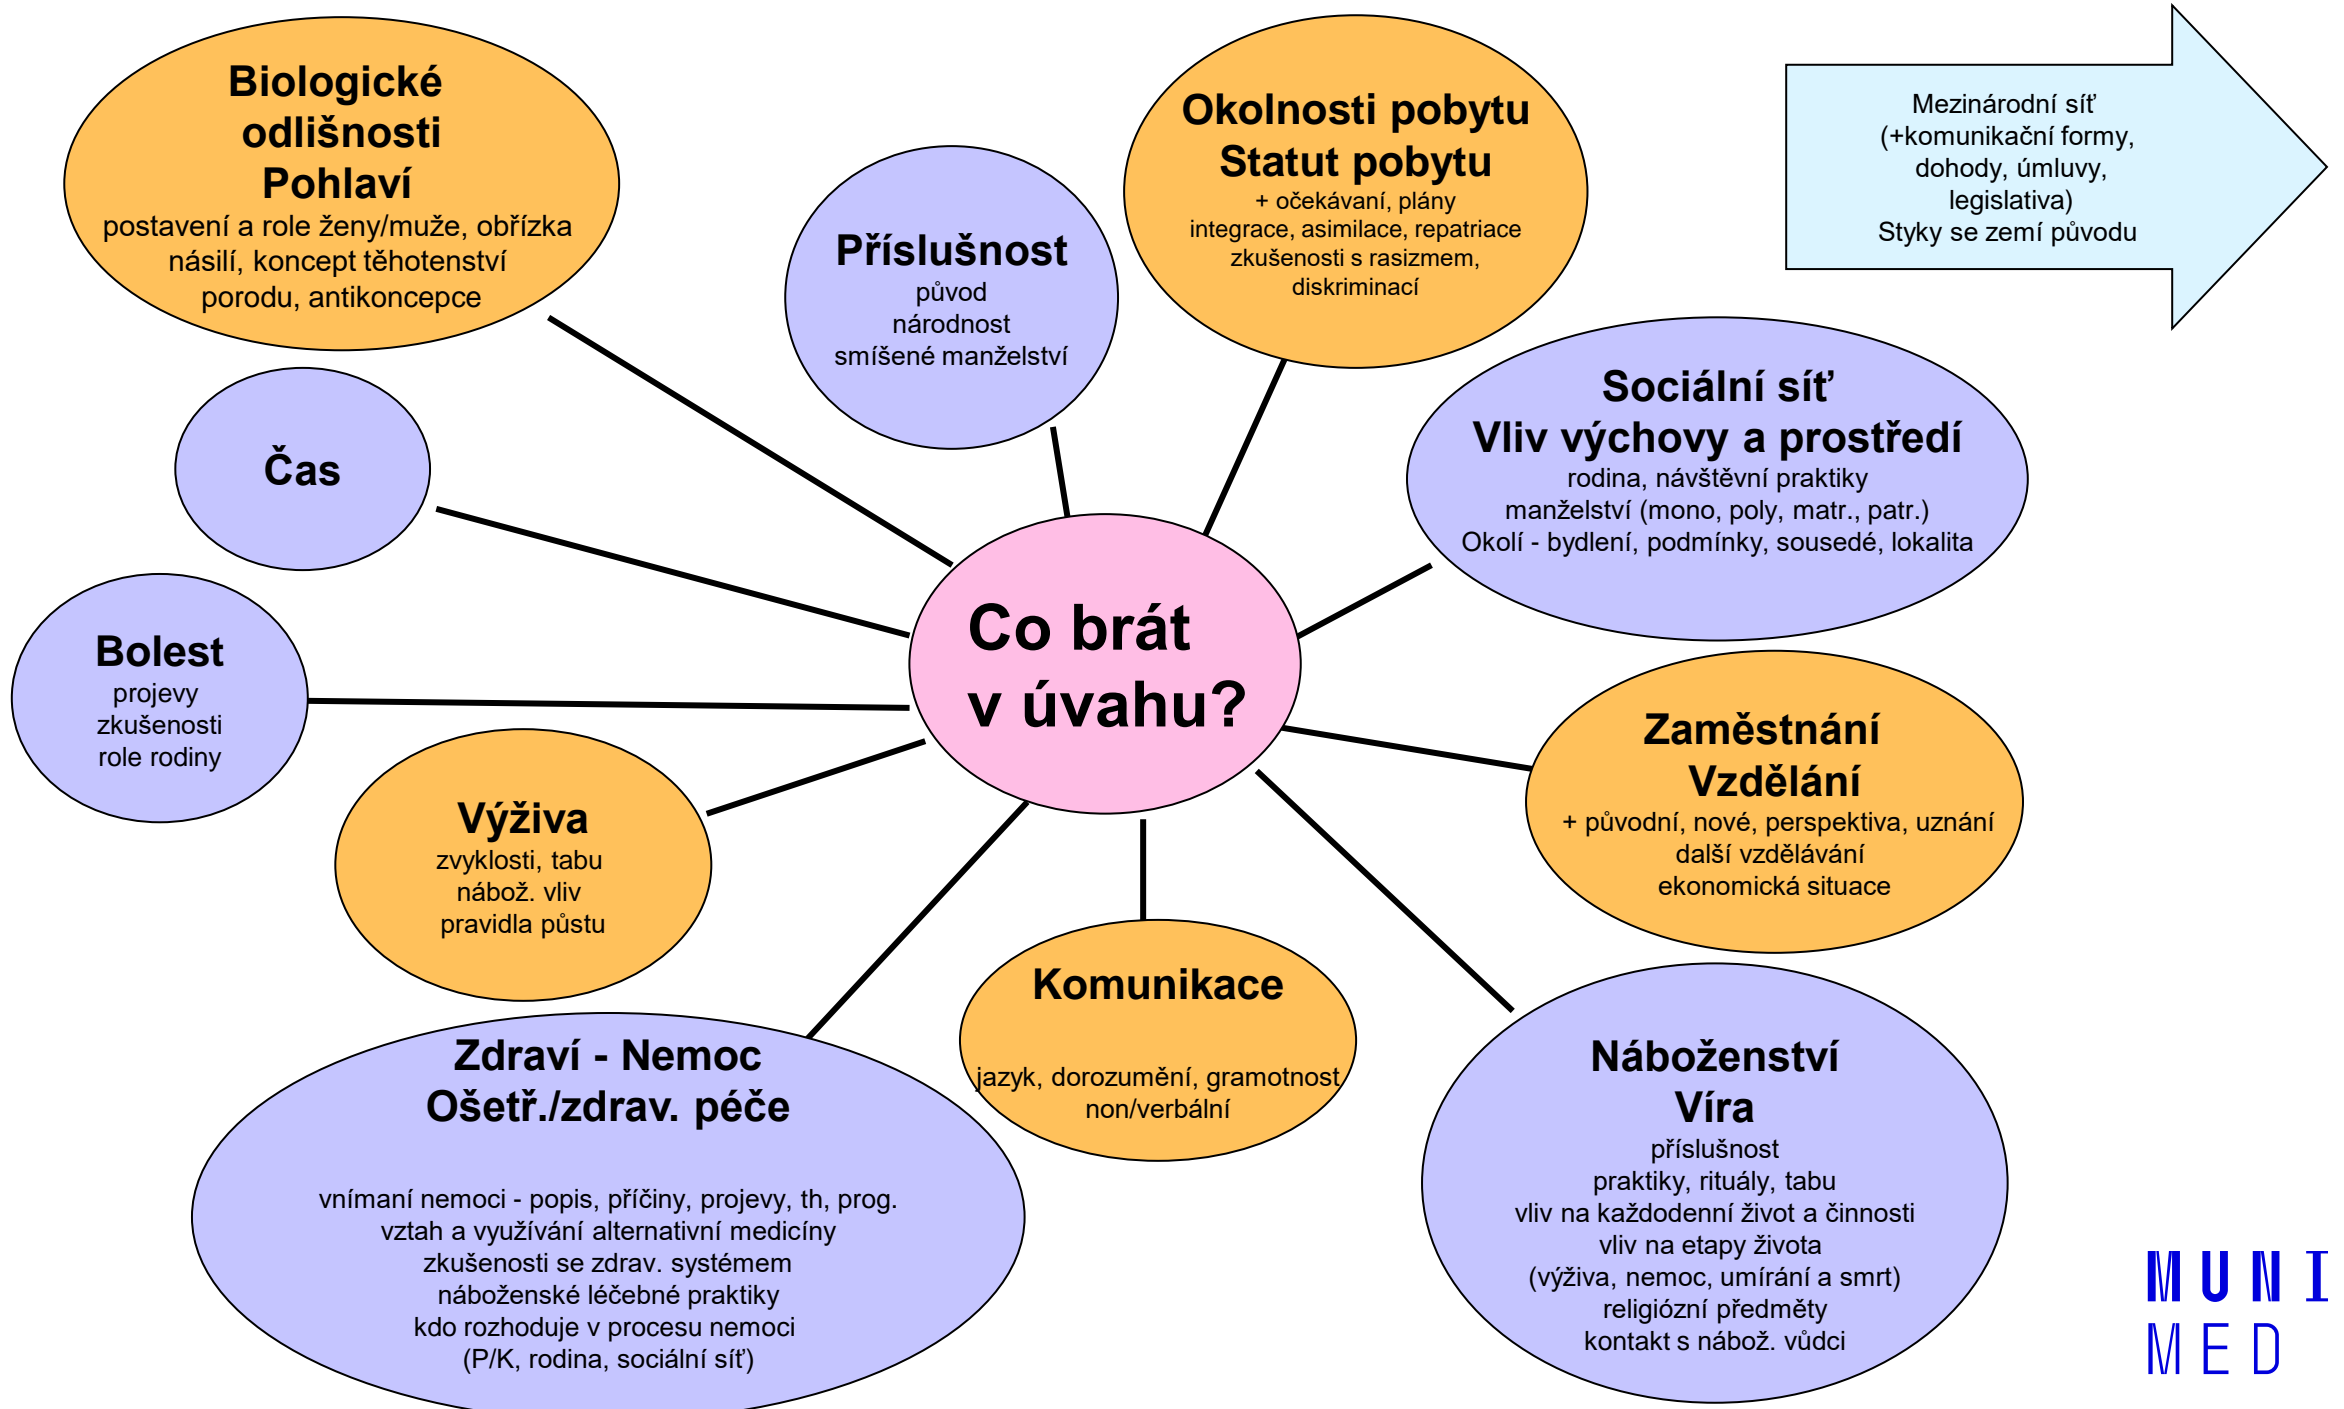 Biologické
odlišnosti
Pohlaví
postavení a role ženy/muže, obřízka
násilí, koncept těhotenství
porodu, antikoncepce
Příslušnost
původ
národnost
smíšené manželství
Okolnosti pobytu
Statut pobytu
+ očekávaní, plány
integrace, asimilace, repatriace
zkušenosti s rasizmem,
diskriminací
Mezinárodní síť
(+komunikační formy,
dohody, úmluvy,
legislativa)
Styky se zemí původu
Sociální síť
Vliv výchovy a prostředí
rodina, návštěvní praktiky
manželství (mono, poly, matr., patr.)
Okolí - bydlení, podmínky, sousedé, lokalita
Čas
Co brát
v úvahu?
Bolest
projevy
zkušenosti
role rodiny
Zaměstnání
Vzdělání
+ původní, nové, perspektiva, uznání
další vzdělávání
ekonomická situace
Výživa
zvyklosti, tabu
nábož. vliv
pravidla půstu
Komunikace
jazyk, dorozumění, gramotnost
non/verbální
Zdraví - Nemoc
Ošetř./zdrav. péče
vnímaní nemoci - popis, příčiny, projevy, th, prog.
vztah a využívání alternativní medicíny
zkušenosti se zdrav. systémem
náboženské léčebné praktiky
kdo rozhoduje v procesu nemoci
(P/K, rodina, sociální síť)
Náboženství
Víra
příslušnost
praktiky, rituály, tabu
vliv na každodenní život a činnosti
vliv na etapy života
(výživa, nemoc, umírání a smrt)
religiózní předměty
kontakt s nábož. vůdci
MUNI
MED